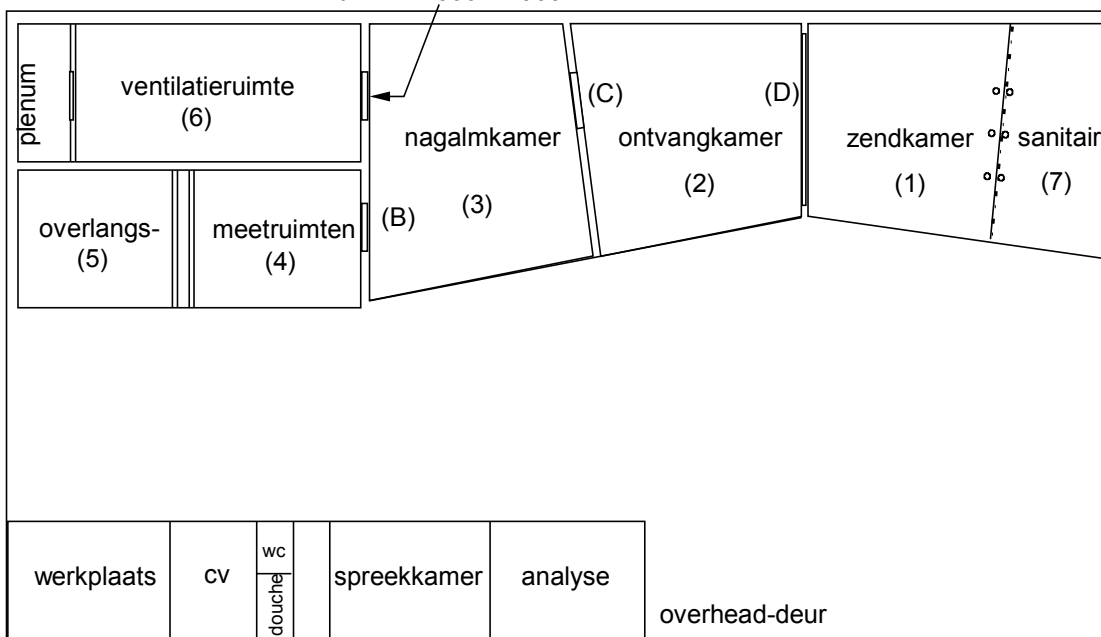 plenum
ventilatieruimte
(6)
nagalmkamer
(3)
(C)
ontvangkamer
(2)
(D)
zendkamer
(1)
sanitair
(7)
overlangs-
(5)
meetruimten
(4)
(B)
werkplaats
cv
wc
douche
spreekkamer
analyse
overhead-deur